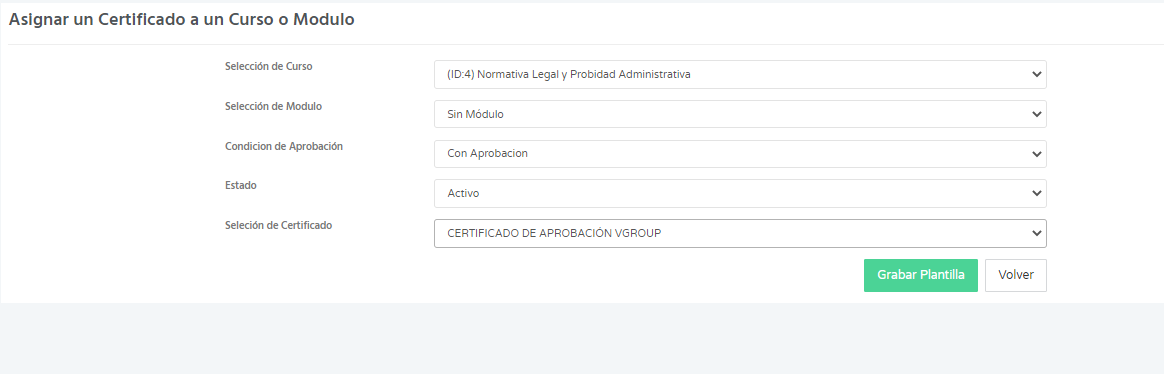 Asignar un Certificado a un Curso o Modulo
Selección de Curso
(ID:4) Normativa Legal y Probidad Administrativa
Selección de Modulo
Sin Módulo
Condicion de Aprobación
Con Aprobacion
Estado
Activo
Seleción de Certificado
CERTIFICADO DE APROBACIÓN VGROUP
Grabar Plantilla
Volver